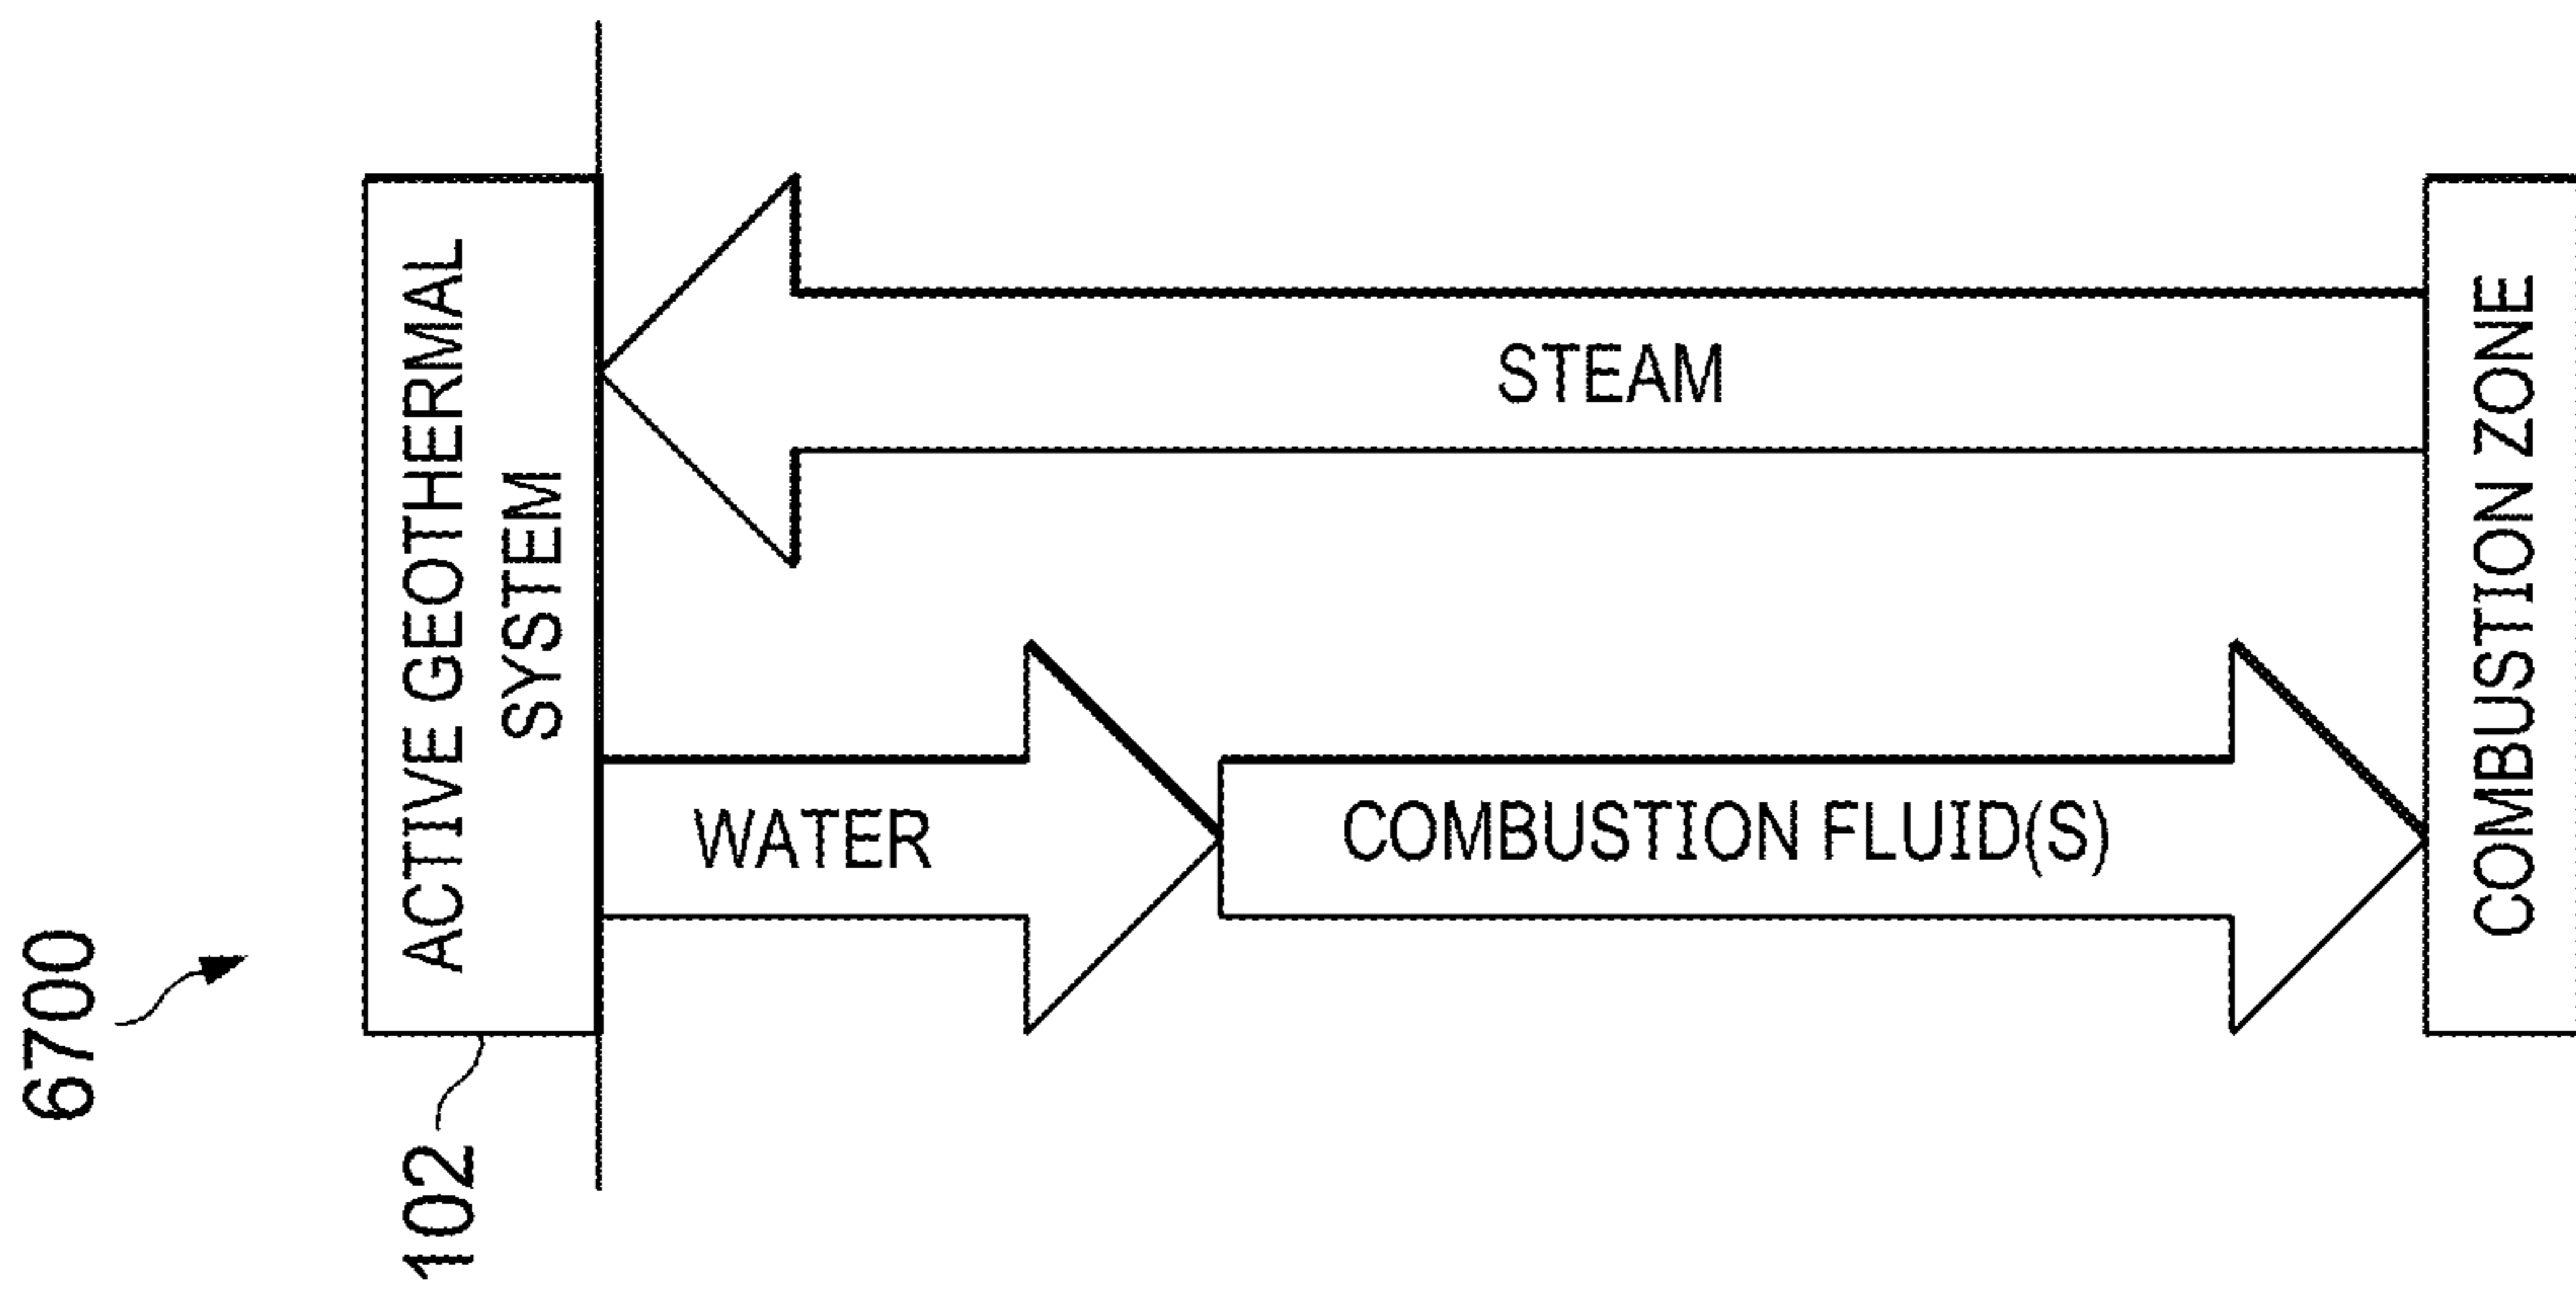 6700
102
ACTIVE GEOTHERMAL
SYSTEM
WATER
STEAM
COMBUSTION FLUID(S)
COMBUSTION ZONE